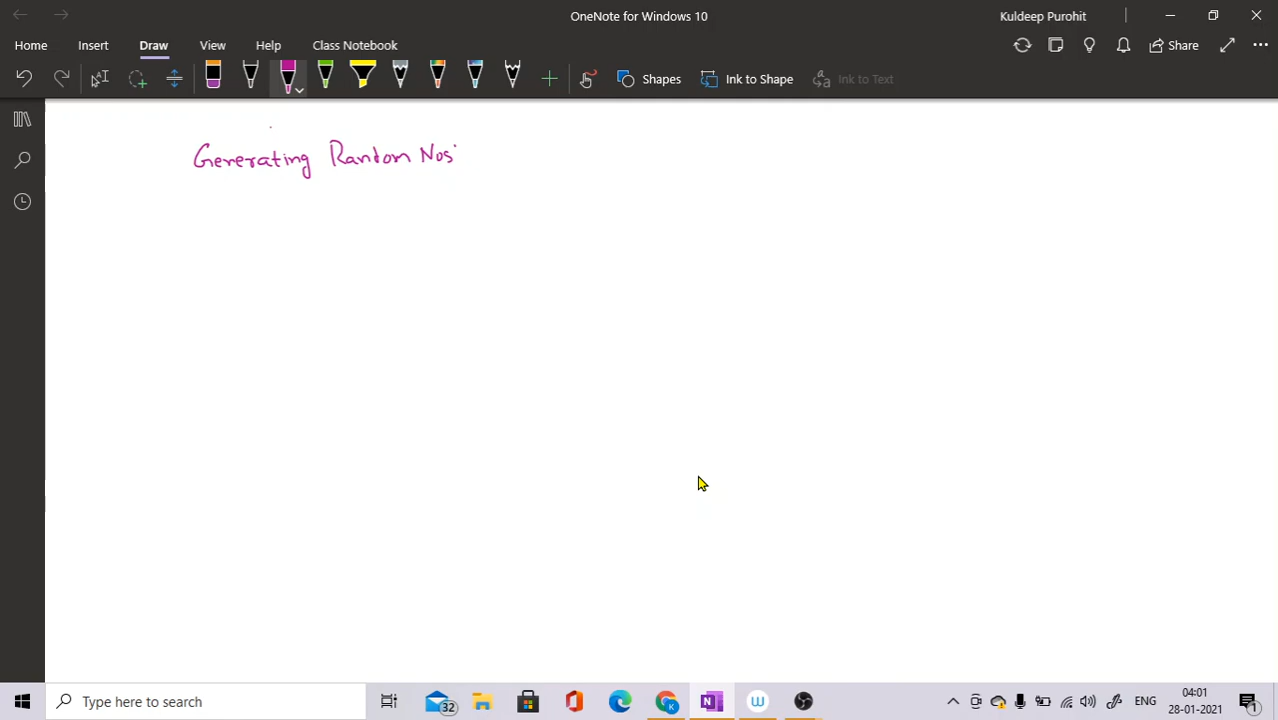 OneNote for Windows 10
Kuldeep Purohit
Home Insert Draw View Help Class Notebook
Share
Shapes Ink to Shape Ink to Text
Generating Random Nos
Type here to search
32
K
N
W
ENG
04:01
28-01-2021
1